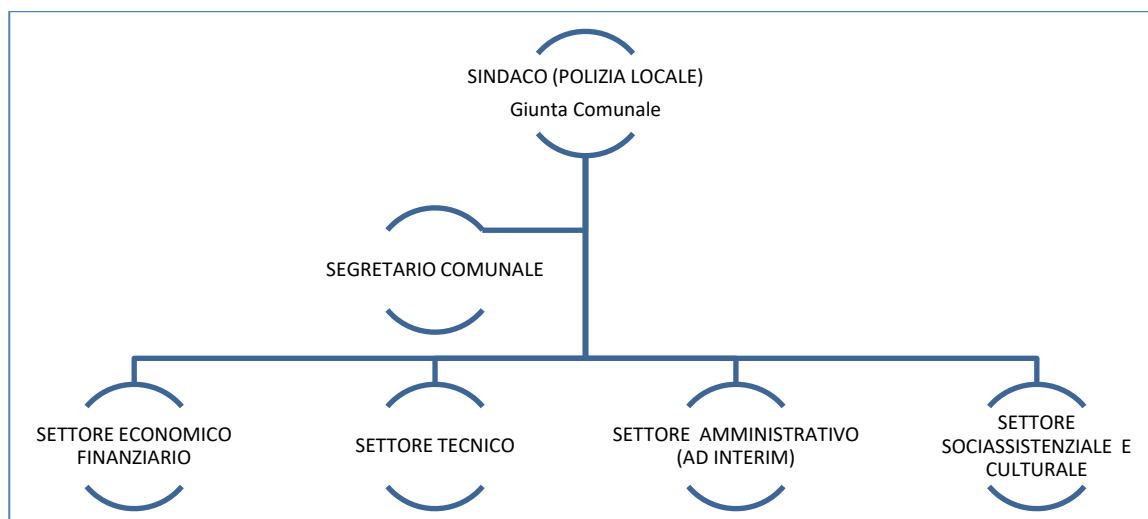 SINDACO (POLIZIA LOCALE)
Giunta Comunale
SEGRETARIO COMUNALE
SETTORE ECONOMICO
FINANZIARIO
SETTORE TECNICO
SETTORE AMMINISTRATIVO
(AD INTERIM)
SETTORE
SOCIASSISTENZIALE E
CULTURALE